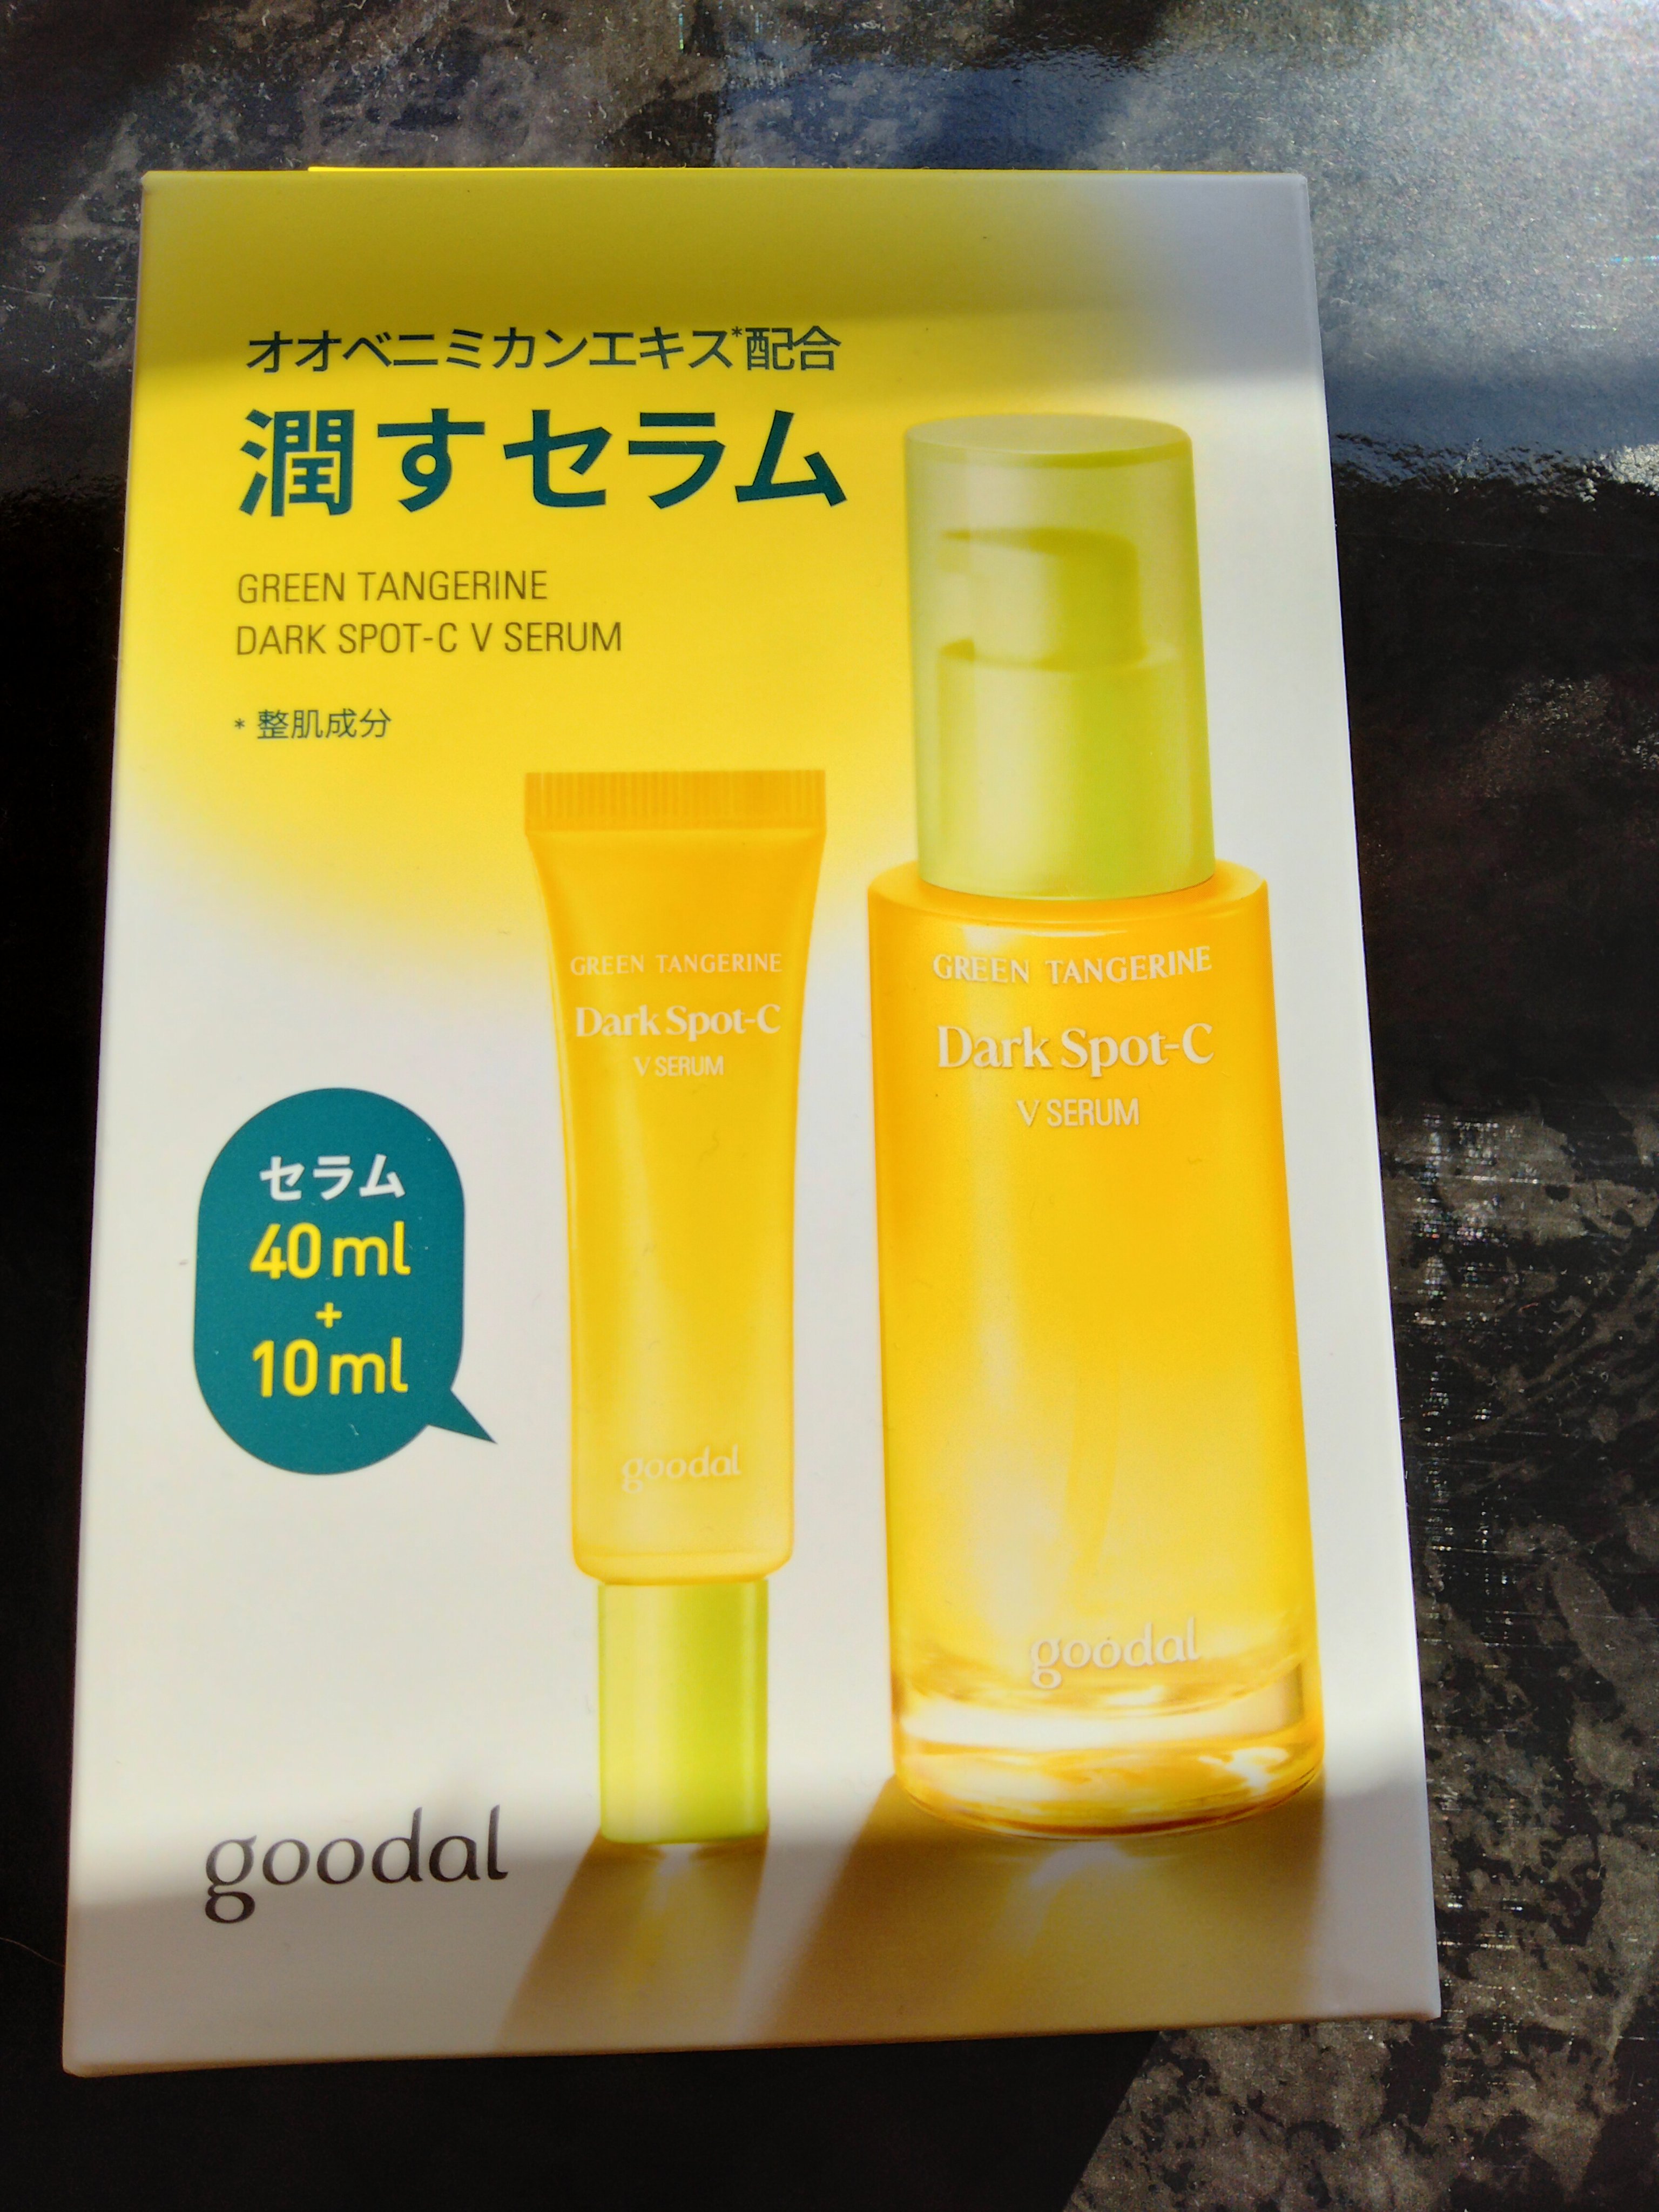 オオベニミカンエキス*配合
潤すセラム
GREEN TANGERINE
DARK SPOT-C V SERUM
* 整肌成分
GREEN TANGERINE
Dark Spot-C
V SERUM
goodal
GREEN TANGERINE
Dark Spot-C
V SERUM
goodal
セラム
40ml
+
10ml
goodal